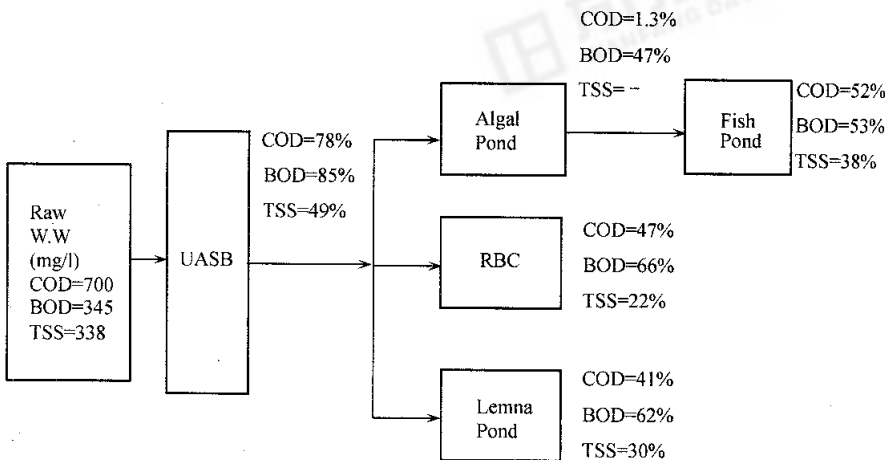 Raw
W.W
(mg/l)
COD=700
BOD=345
TSS=338
UASB
COD=78%
BOD=85%
TSS=49%
Algal
Pond
COD=1.3%
BOD=47%
TSS= --
Fish
Pond
COD=52%
BOD=53%
TSS=38%
RBC
COD=47%
BOD=66%
TSS=22%
Lemna
Pond
COD=41%
BOD=62%
TSS=30%